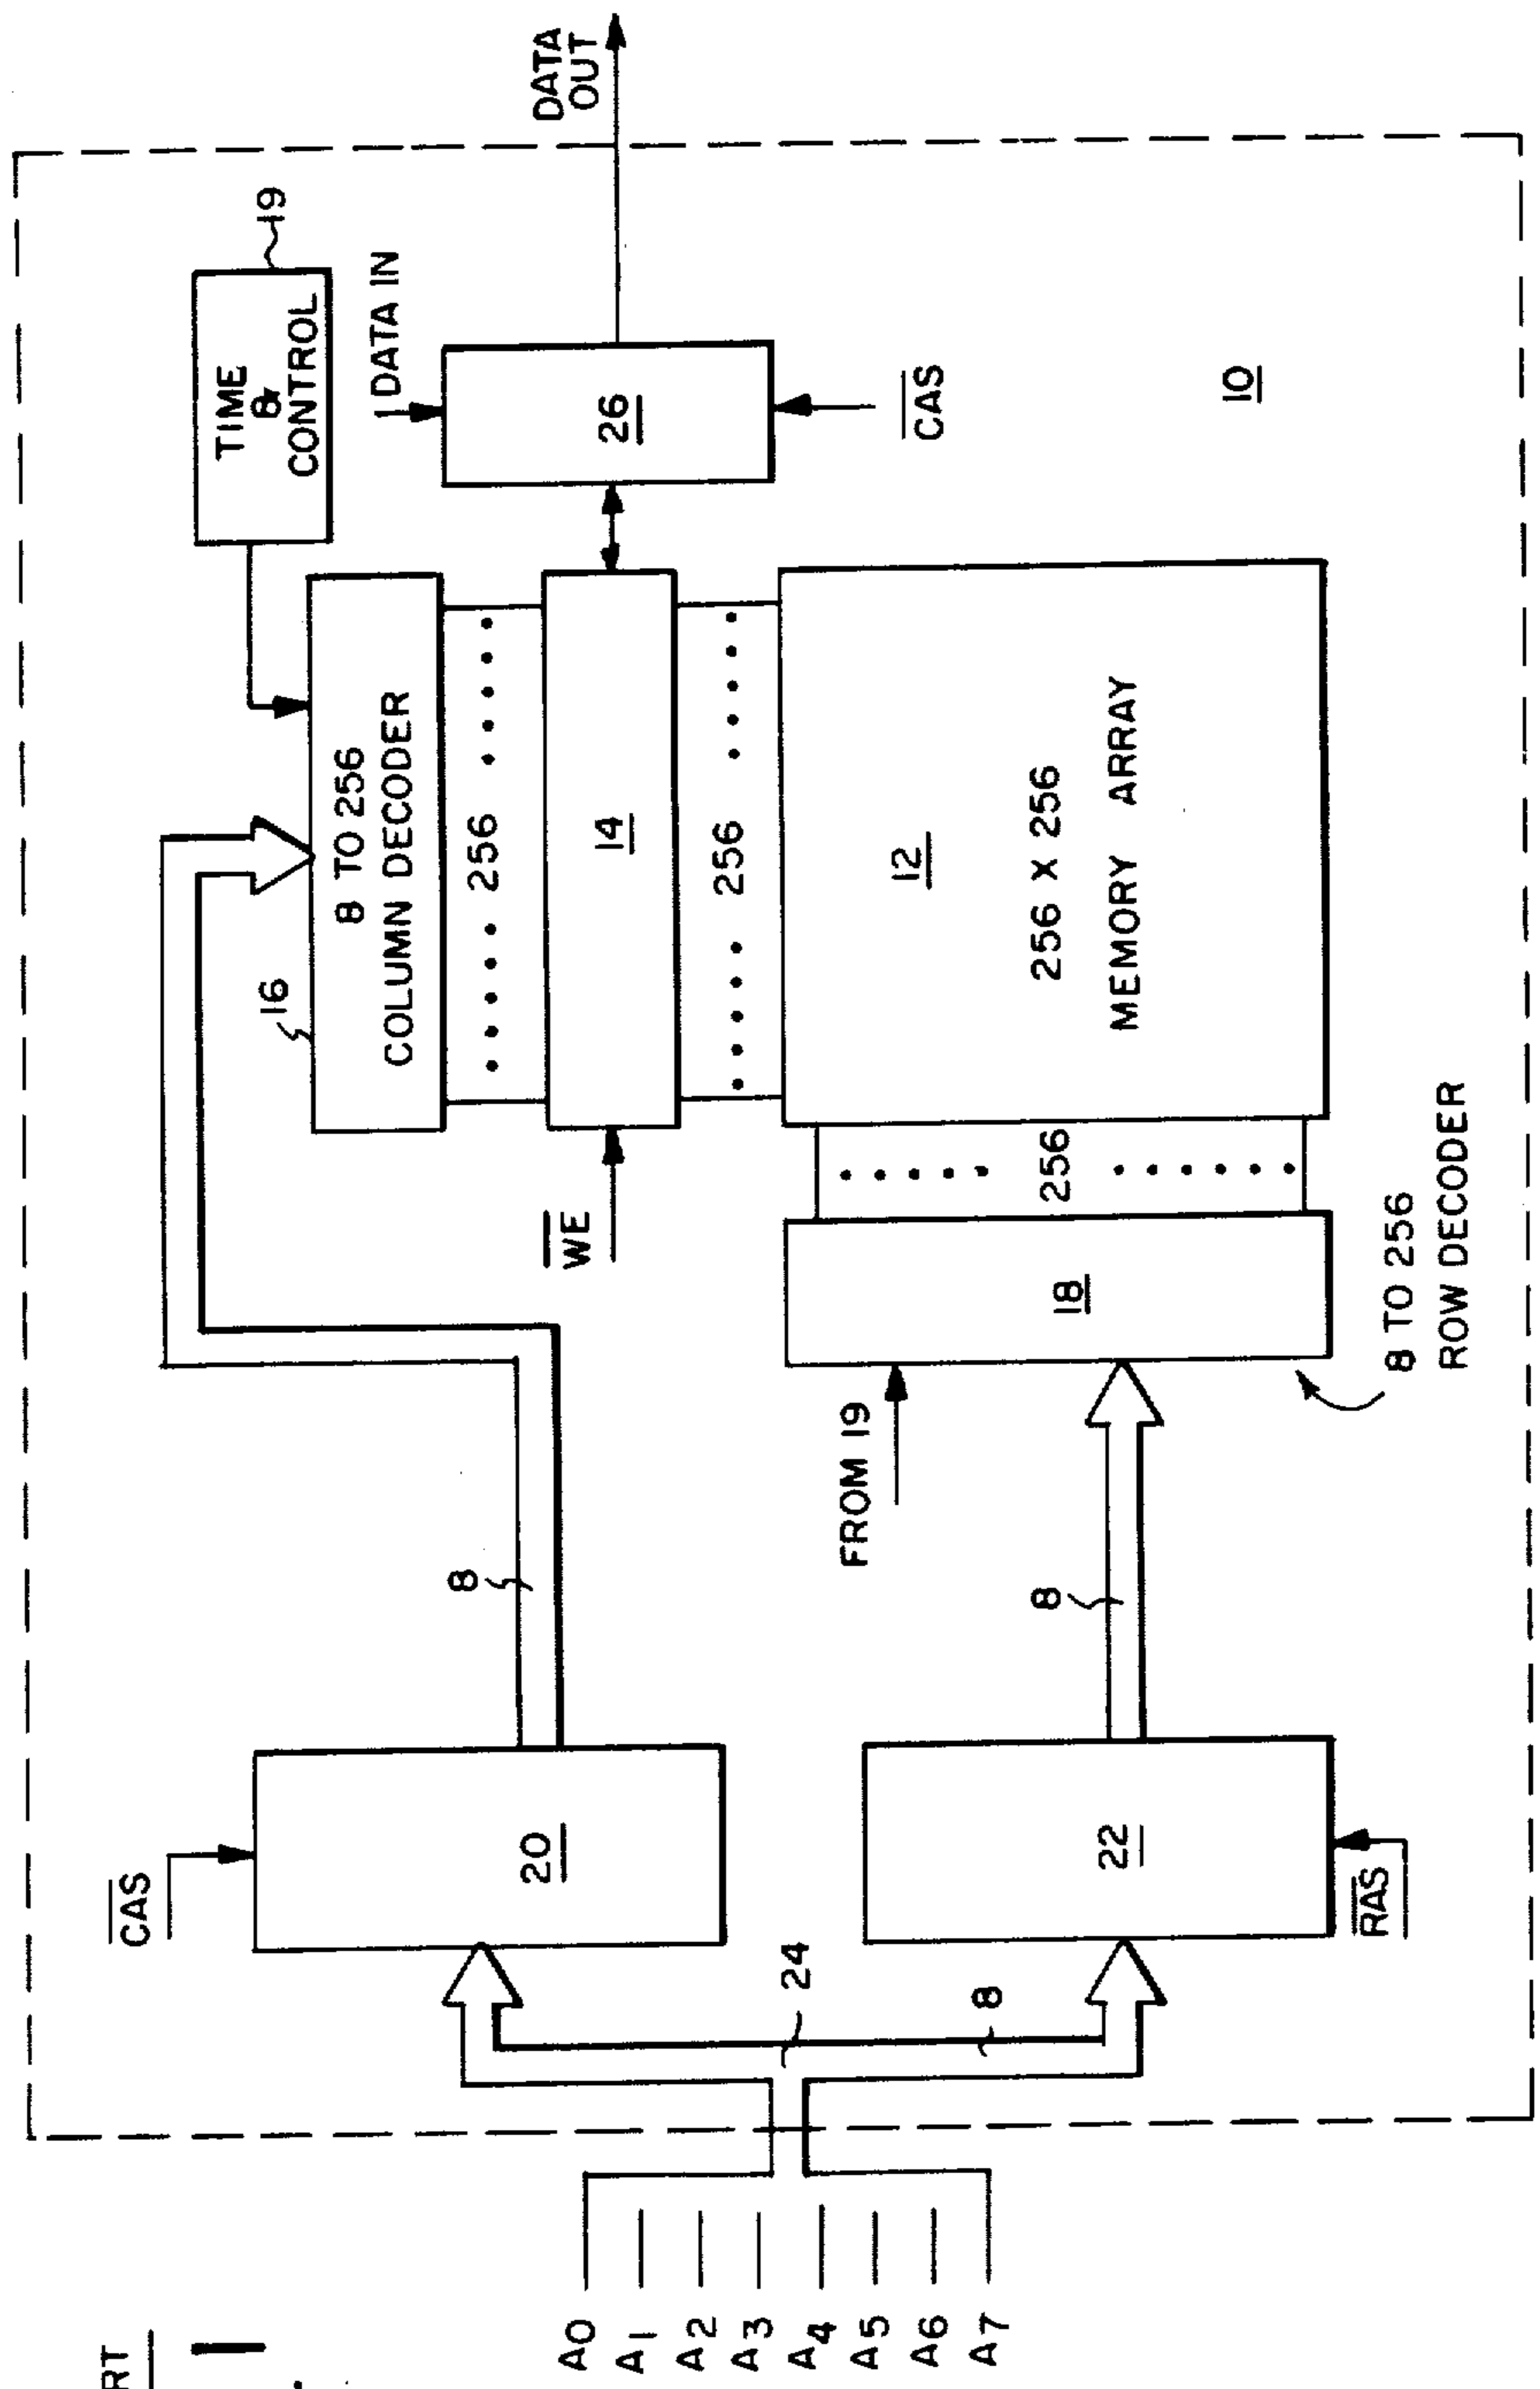 RT
A0
A1
A2
A3
A4
A5
A6
A7
CAS
20
24
8
22
RAS
8
8
FROM 19
18
8 TO 256
ROW DECODER
WE
16
8 TO 256
COLUMN DECODER
256
14
256
256
12
256 X 256
MEMORY ARRAY
TIME
&
CONTROL
19
DATA IN
26
CAS
10
DATA
OUT